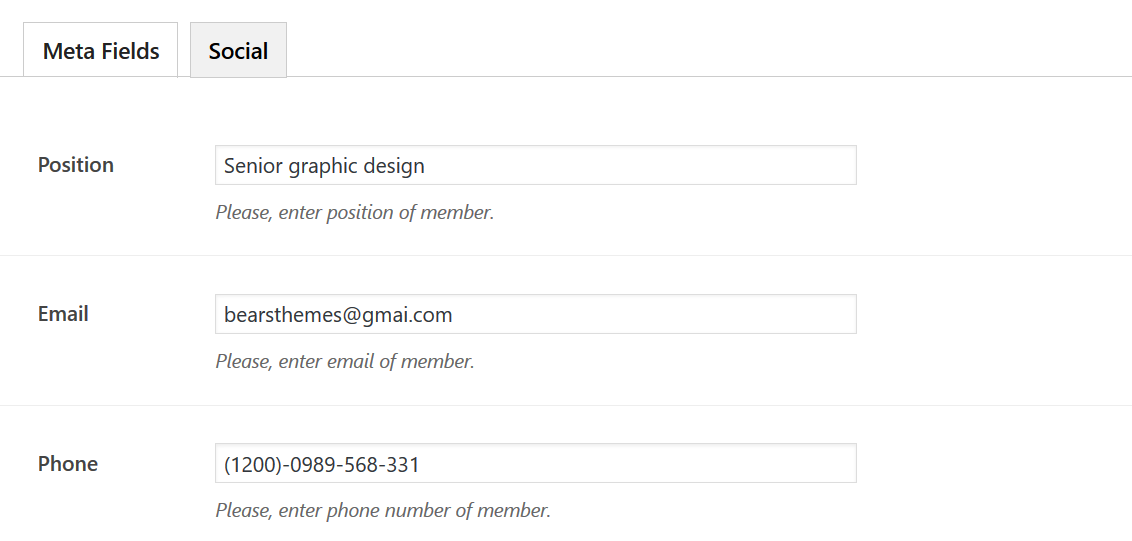 Meta Fields Social
Position Senior graphic design
Please, enter position of member.
Email bearsthemes@gmai.com
Please, enter email of member.
Phone (1200)-0989-568-331
Please, enter phone number of member.